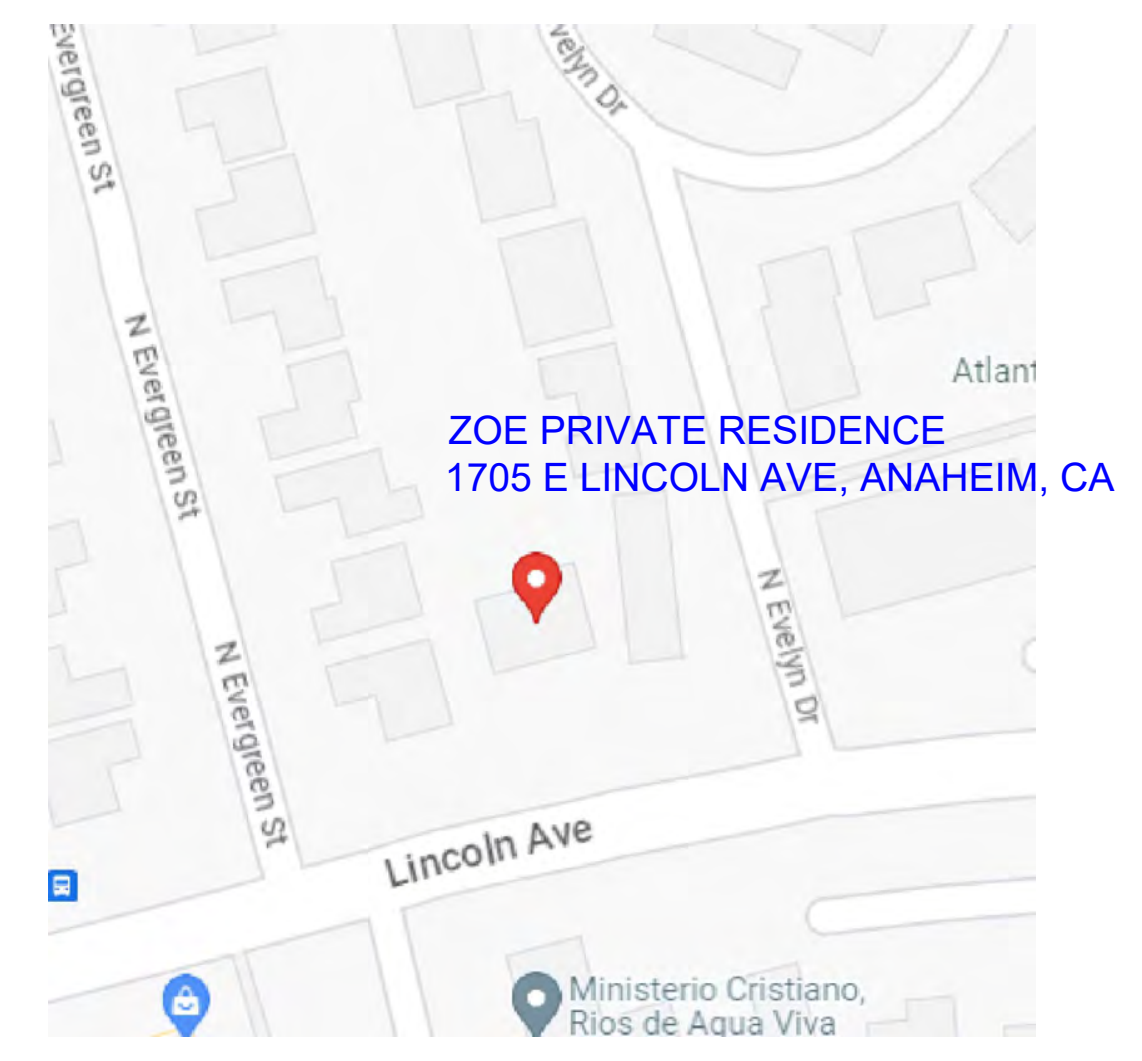 Evergreen St
velyn Dr
N Evergreen St
Atlant
ZOE PRIVATE RESIDENCE
1705 E LINCOLN AVE, ANAHEIM, CA
N Evelyn Dr
N Evergreen St
Lincoln Ave
Ministerio Cristiano,
Rios de Agua Viva